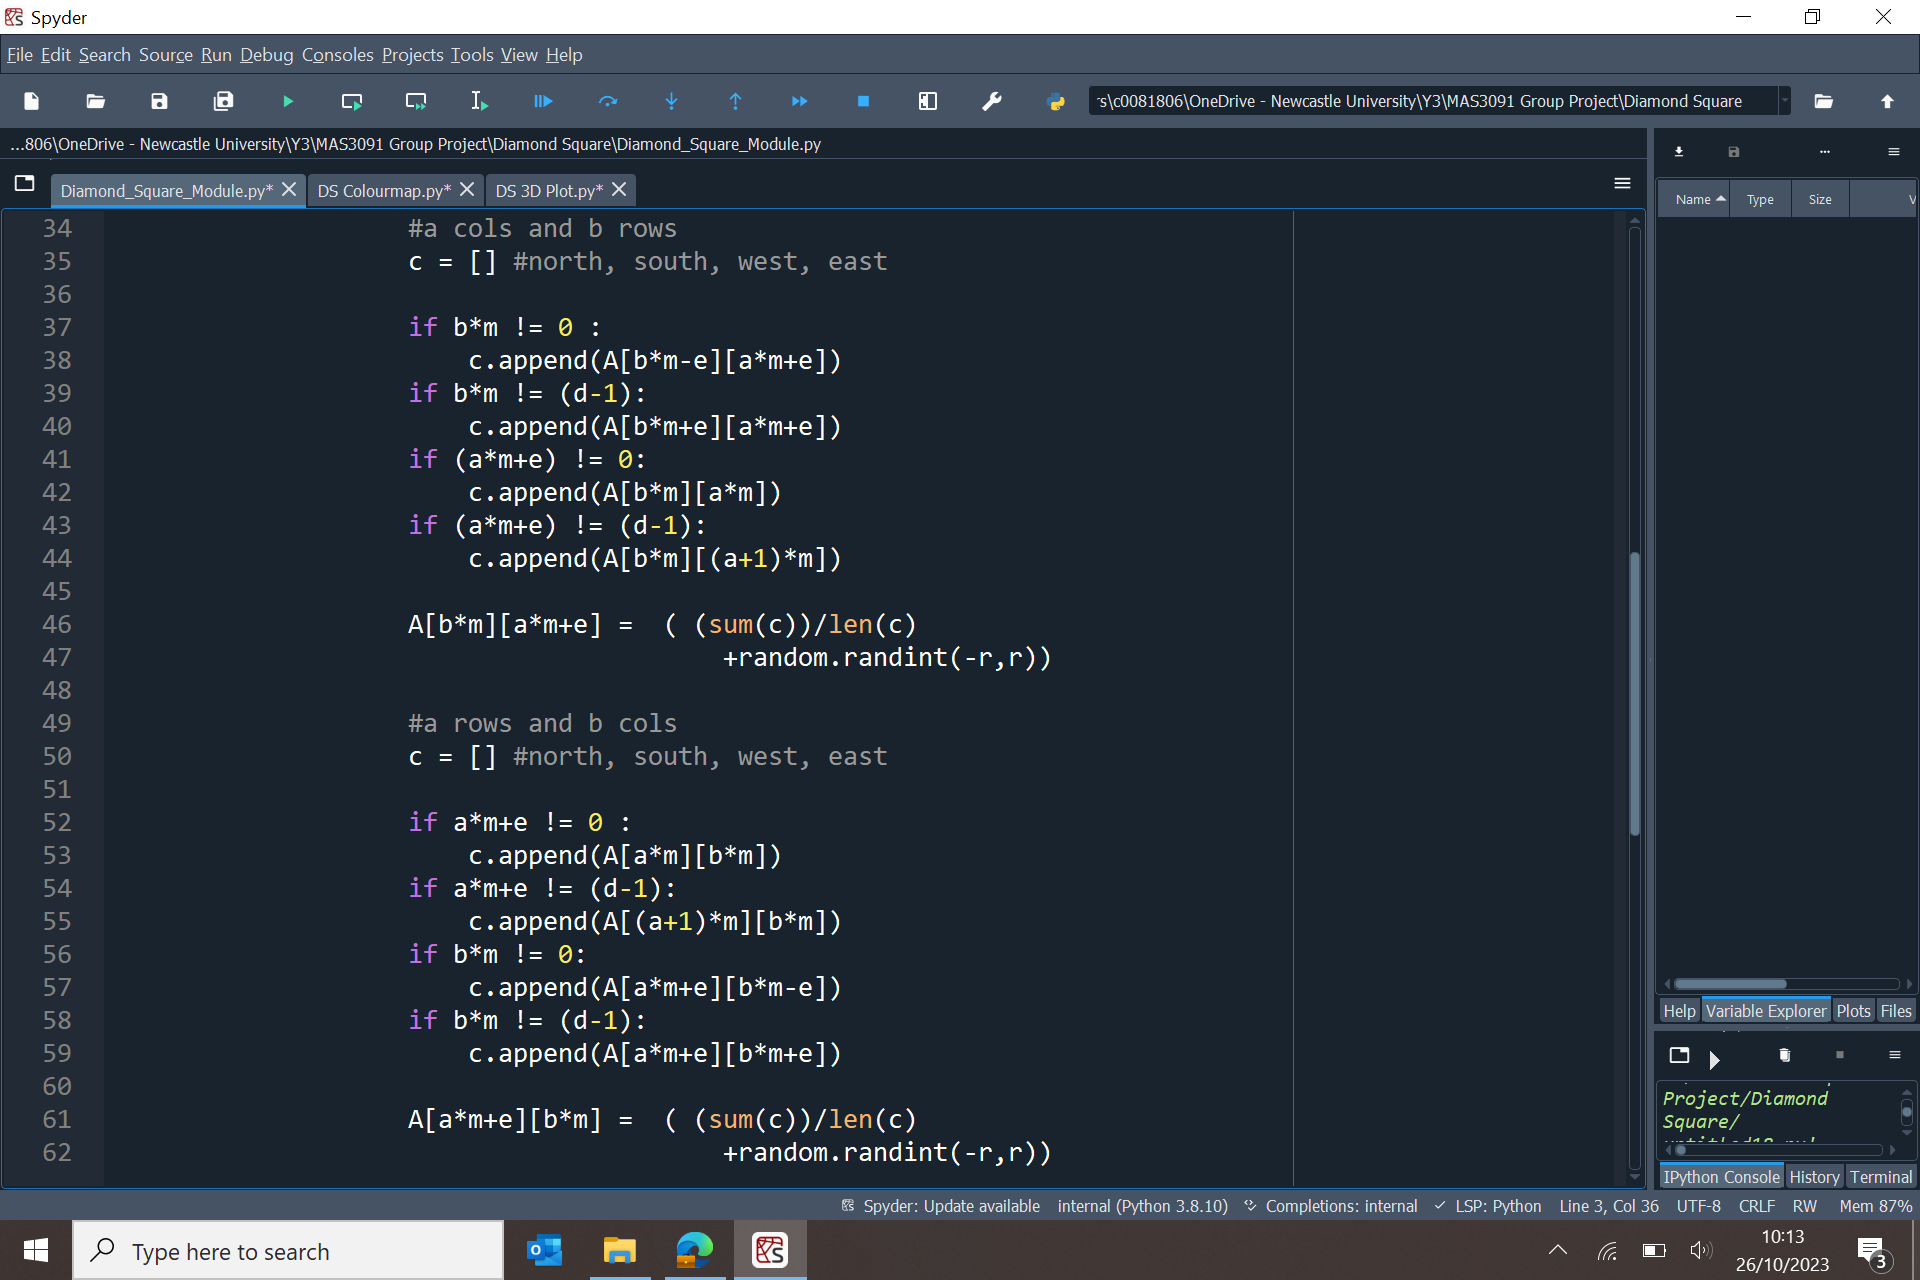 Spyder
File Edit Search Source Run Debug Consoles Projects Tools View Help
s\c0081806\OneDrive - Newcastle University\Y3\MAS3091 Group Project\Diamond Square
...806\OneDrive - Newcastle University\Y3\MAS3091 Group Project\Diamond Square\Diamond_Square_Module.py
Diamond_Square_Module.py* DS Colourmap.py* DS 3D Plot.py*
Name Type Size V
34 #a cols and b rows
35 c = [] #north, south, west, east
36
37 if b*m != 0 :
38 c.append(A[b*m-e][a*m+e])
39 if b*m != (d-1):
40 c.append(A[b*m+e][a*m+e])
41 if (a*m+e) != 0:
42 c.append(A[b*m][a*m])
43 if (a*m+e) != (d-1):
44 c.append(A[b*m][(a+1)*m])
45
46 A[b*m][a*m+e] = ( (sum(c))/len(c)
47 +random.randint(-r,r))
48
49 #a rows and b cols
50 c = [] #north, south, west, east
51
52 if a*m+e != 0 :
53 c.append(A[a*m][b*m])
54 if a*m+e != (d-1):
55 c.append(A[(a+1)*m][b*m])
56 if b*m != 0:
57 c.append(A[a*m+e][b*m-e])
58 if b*m != (d-1):
59 c.append(A[a*m+e][b*m+e])
60
61 A[a*m+e][b*m] = ( (sum(c))/len(c)
62 +random.randint(-r,r))
Help Variable Explorer Plots Files
Project/Diamond
Square/
IPython Console History Terminal
Spyder: Update available internal (Python 3.8.10) Completions: internal LSP: Python Line 3, Col 36 UTF-8 CRLF RW Mem 87%
Type here to search
10:13
26/10/2023
3